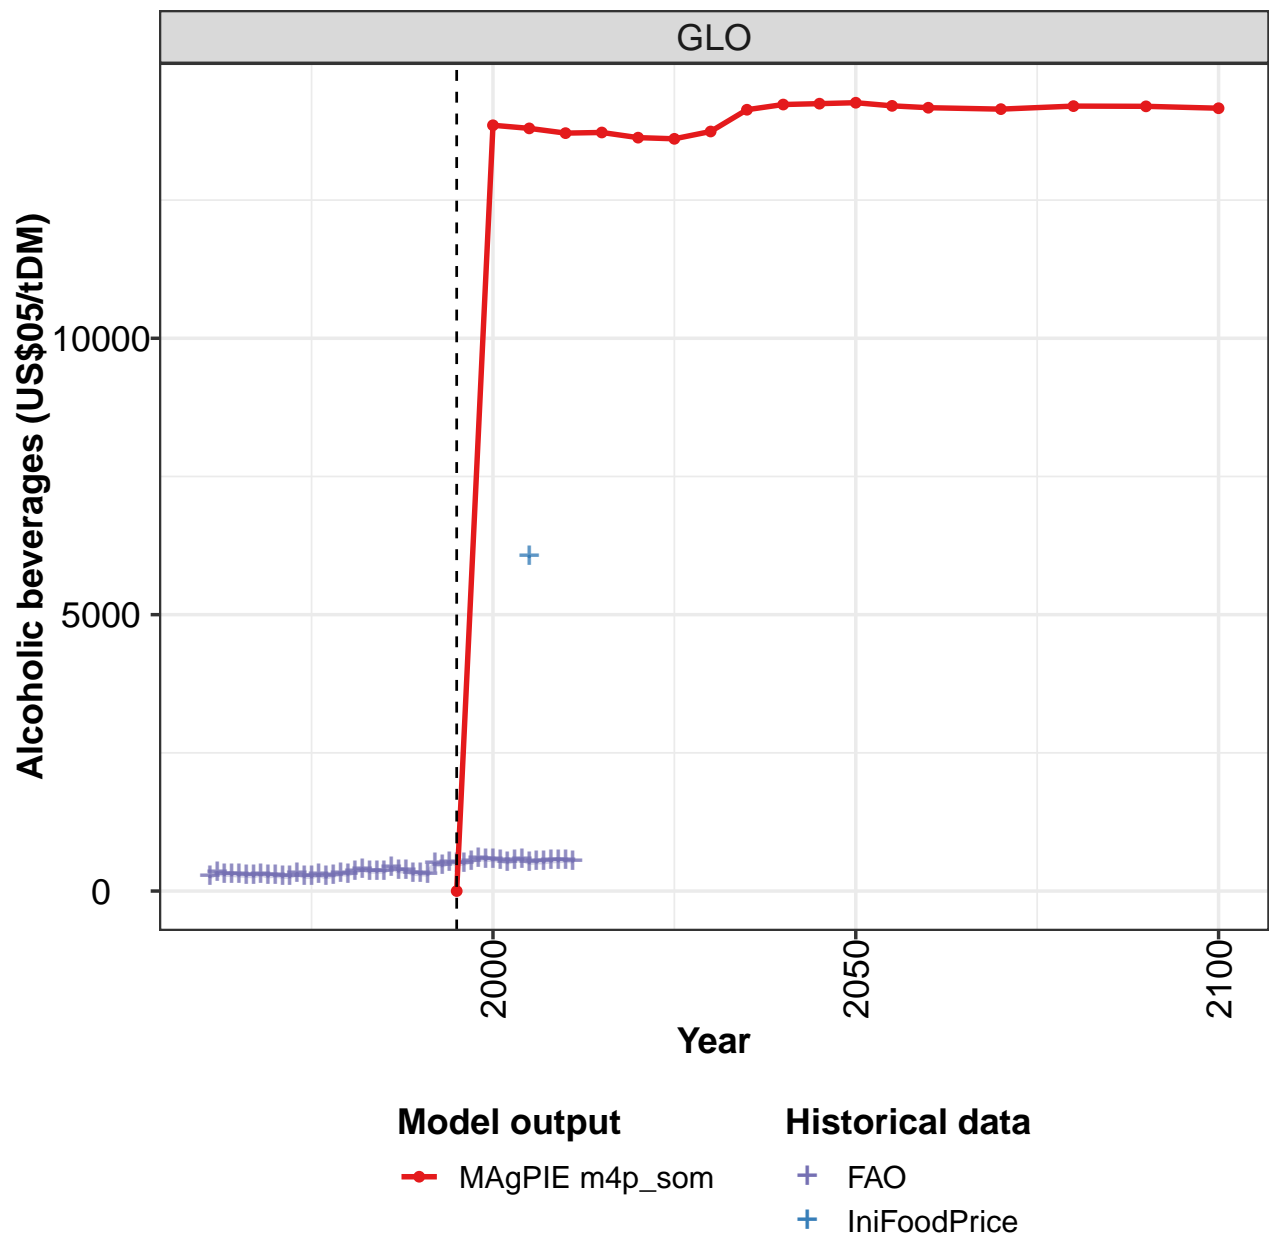 GLO
Alcoholic beverages (US$05/tDM)
10000
5000
0
2000
2050
2100
Year
Model output
MAgPIE m4p_som
Historical data
FAO
IniFoodPrice